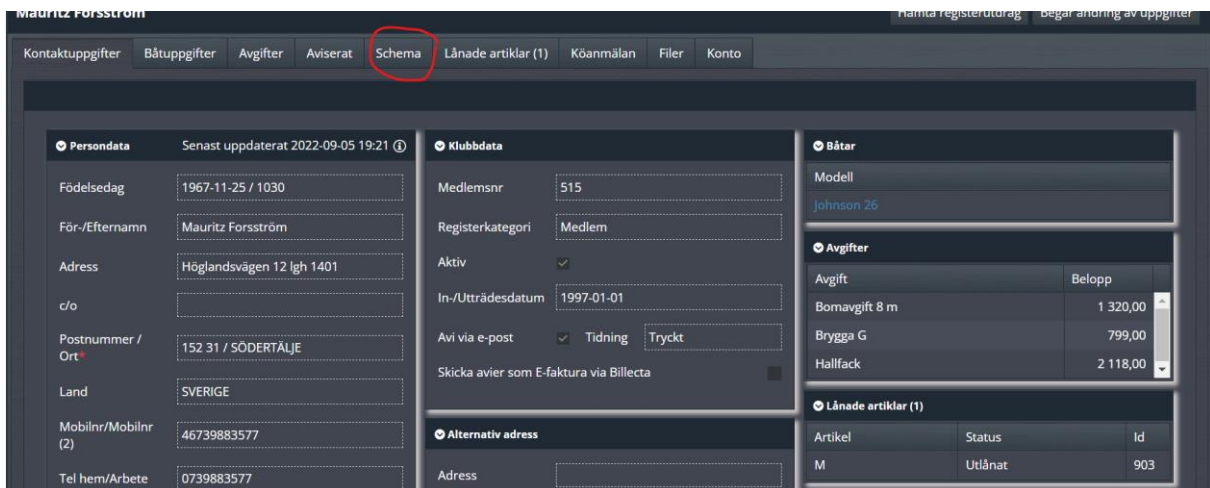 Mauritz Forsström
Hämta registerutdrag Begär ändring av uppgifter
Kontaktuppgifter Båtuppgifter Avgifter Aviserat Schema Lånade artiklar (1) Köanmälan Filer Konto
Persondata Senast uppdaterat 2022-09-05 19:21
Födelsedag 1967-11-25 / 1030
För-/Efternamn Mauritz Forsström
Adress Höglandsvägen 12 lgh 1401
c/o
Postnummer /
Ort* 152 31 / SÖDERTÄLJE
Land SVERIGE
Mobilnr/Mobilnr
(2) 46739883577
Tel hem/Arbete 0739883577
Klubbdata
Medlemsnr 515
Registerkategori Medlem
Aktiv
In-/Utträdesdatum 1997-01-01
Avi via e-post Tidning Tryckt
Skicka avier som E-faktura via Billecta
Alternativ adress
Adress
Båtar
Modell
Johnson 26
Avgifter
Avgift Belopp
Bomavgift 8 m 1 320,00
Brygga G 799,00
Hallfack 2 118,00
Lånade artiklar (1)
Artikel Status Id
M Utlånat 903